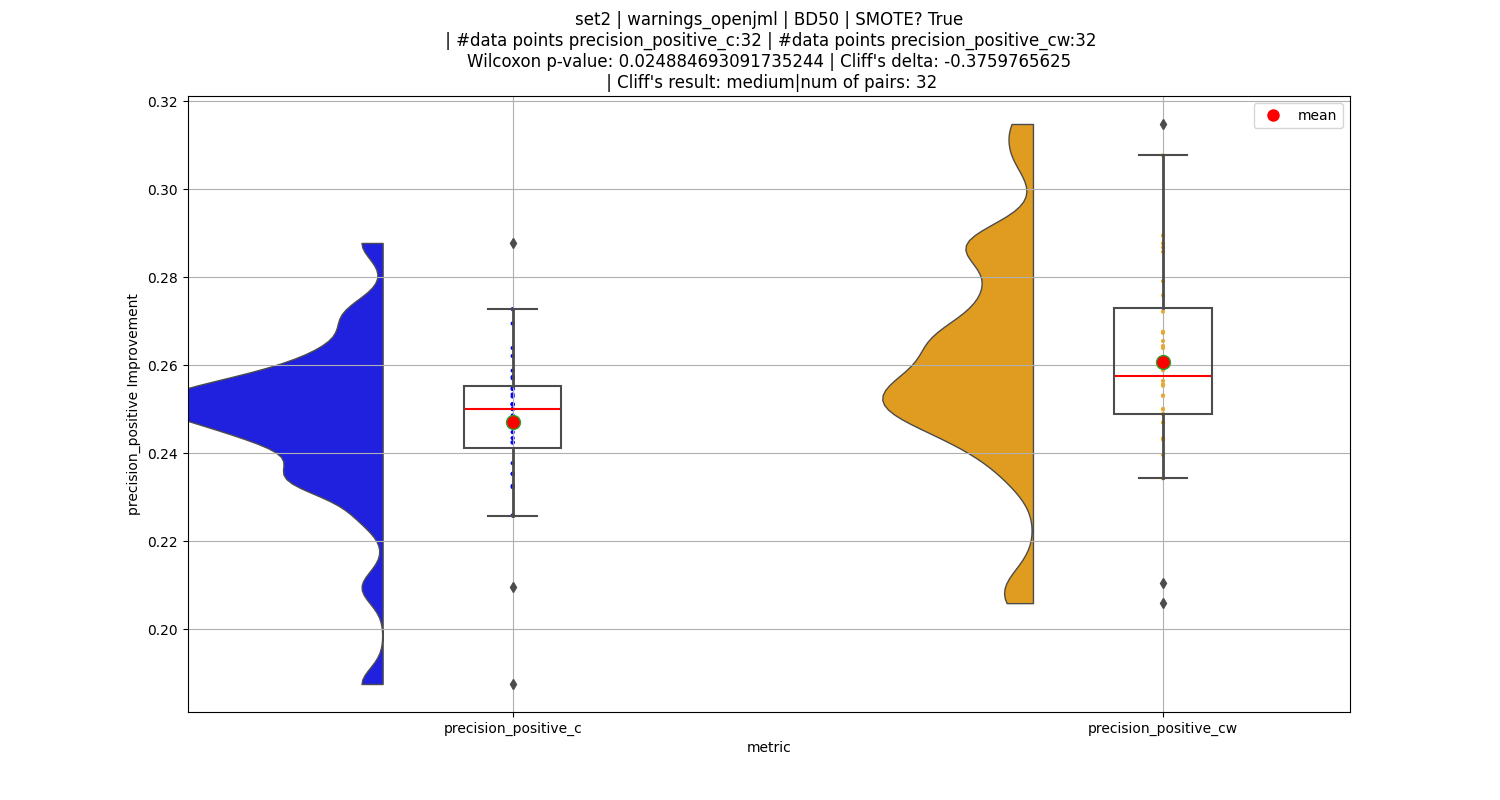 set2 | warnings_openjml | BD50 | SMOTE? True
| #data points precision_positive_c:32 | #data points precision_positive_cw:32
Wilcoxon p-value: 0.024884693091735244 | Cliff's delta: -0.3759765625
| Cliff's result: medium|num of pairs: 32
mean
0.32
0.30
0.28
0.26
0.24
0.22
0.20
precision_positive Improvement
precision_positive_c
precision_positive_cw
metric